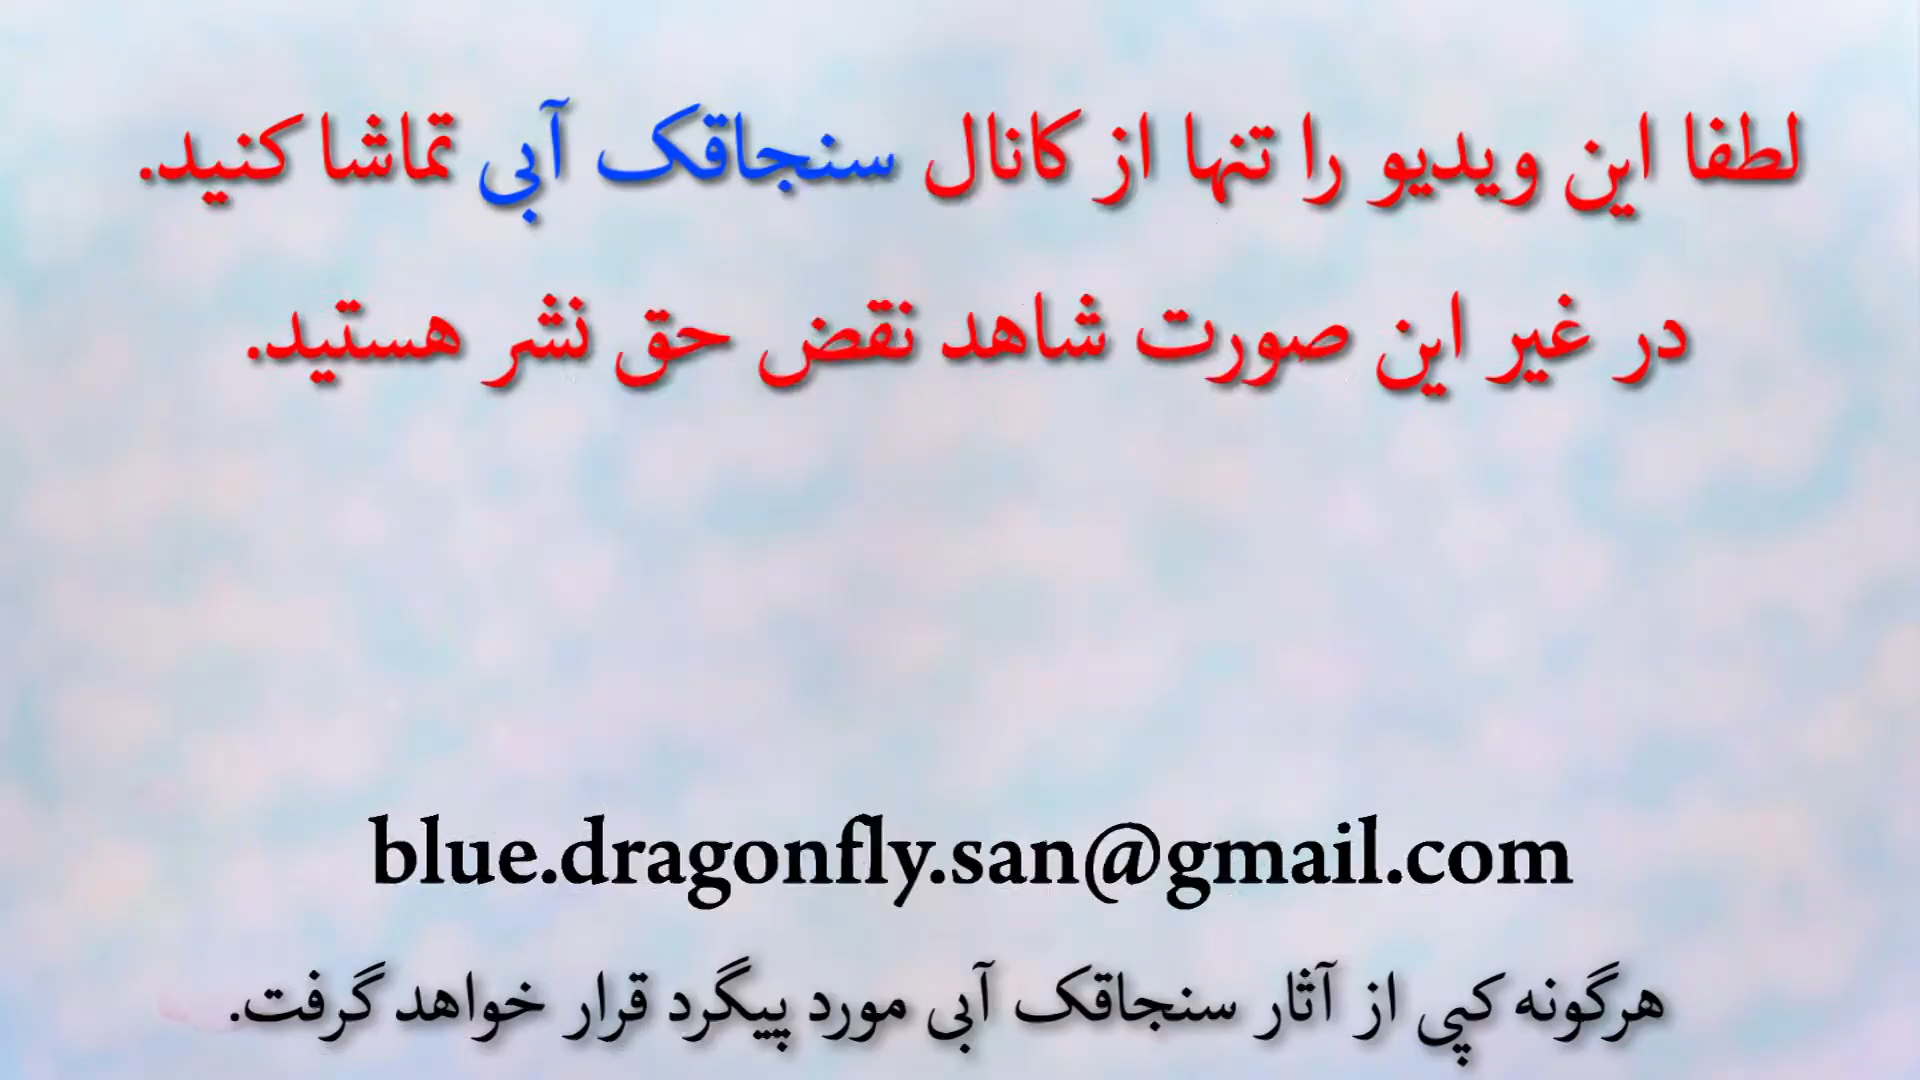 لطفا این ویدیو را تنها از کانال سنجاقک آبی تماشا کنید.
در غیر این صورت شاهد نقض حق نشر هستید.
blue.dragonfly.san@gmail.com
هرگونه کپی از آثار سنجاقک آبی مورد پیگرد قرار خواهد گرفت.